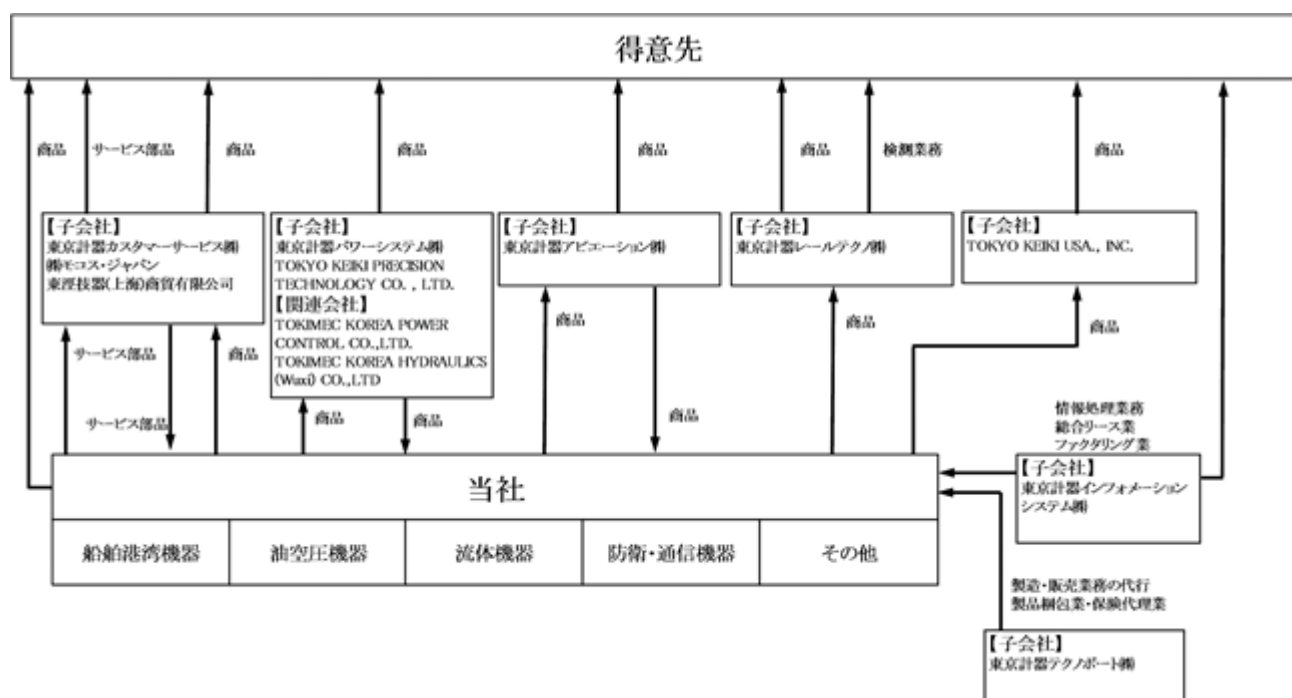 得意先
商品
サービス部品
商品
商品
商品
商品
検測業務
商品
【子会社】
東京計器カスタマーサービス㈱
㈱モコス・ジャパン
東涇技器(上海)商貿有限公司
【子会社】
東京計器パワーシステム㈱
TOKYO KEIKI PRECISION
TECHNOLOGY CO. , LTD.
【関連会社】
TOKIMEC KOREA POWER
CONTROL CO.,LTD.
TOKIMEC KOREA HYDRAULICS
(Wuxi) CO.,LTD
【子会社】
東京計器アビエーション㈱
【子会社】
東京計器レールテクノ㈱
【子会社】
TOKYO KEIKI USA., INC.
サービス部品
商品
サービス部品
商品
商品
商品
商品
商品
商品
情報処理業務
総合リース業
ファクタリング業
【子会社】
東京計器インフォメーション
システム㈱
当社
船舶港湾機器
油空圧機器
流体機器
防衛・通信機器
その他
製造・販売業務の代行
製品梱包業・保険代理業
【子会社】
東京計器テクノポート㈱